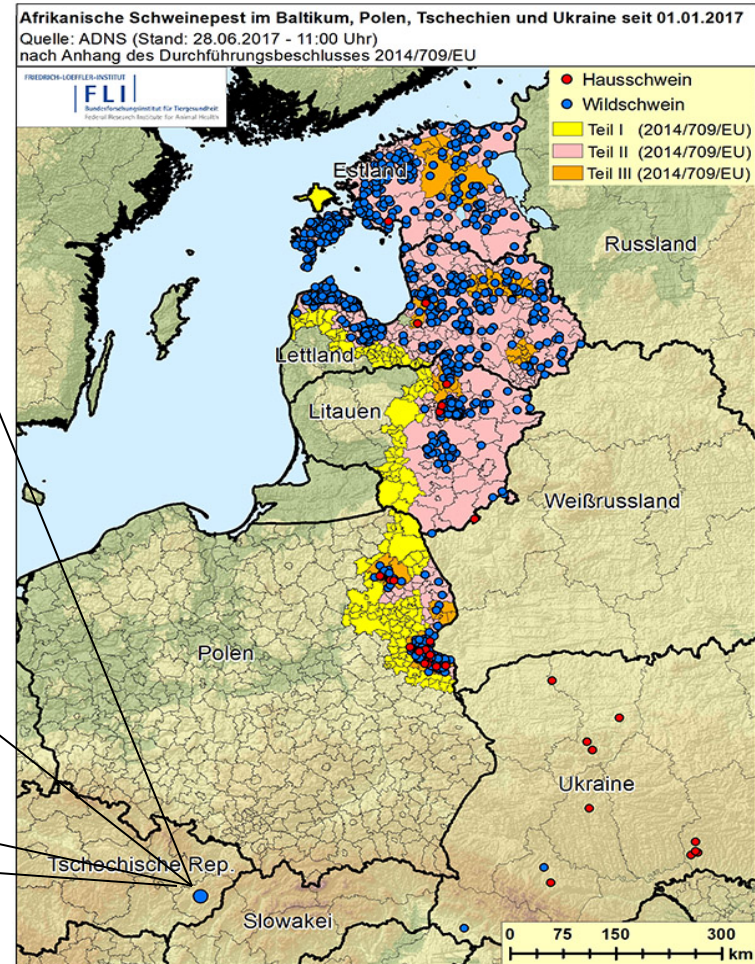 Afrikanische Schweinepest im Baltikum, Polen, Tschechien und Ukraine seit 01.01.2017
Quelle: ADNS (Stand: 28.06.2017 - 11:00 Uhr)
nach Anhang des Durchführungsbeschlusses 2014/709/EU
FRIEDRICH-LOEFFLER-INSTITUT
FLI
Bundesforschungsinstitut für Tiergesundheit
Federal Research Institute for Animal Health
Hausschwein
Wildschwein
Teil I (2014/709/EU)
Teil II (2014/709/EU)
Teil III (2014/709/EU)
Estland
Russland
Lettland
Litauen
Weißrussland
Polen
Ukraine
Tschechische Rep.
Slowakei
0 75 150 300
km